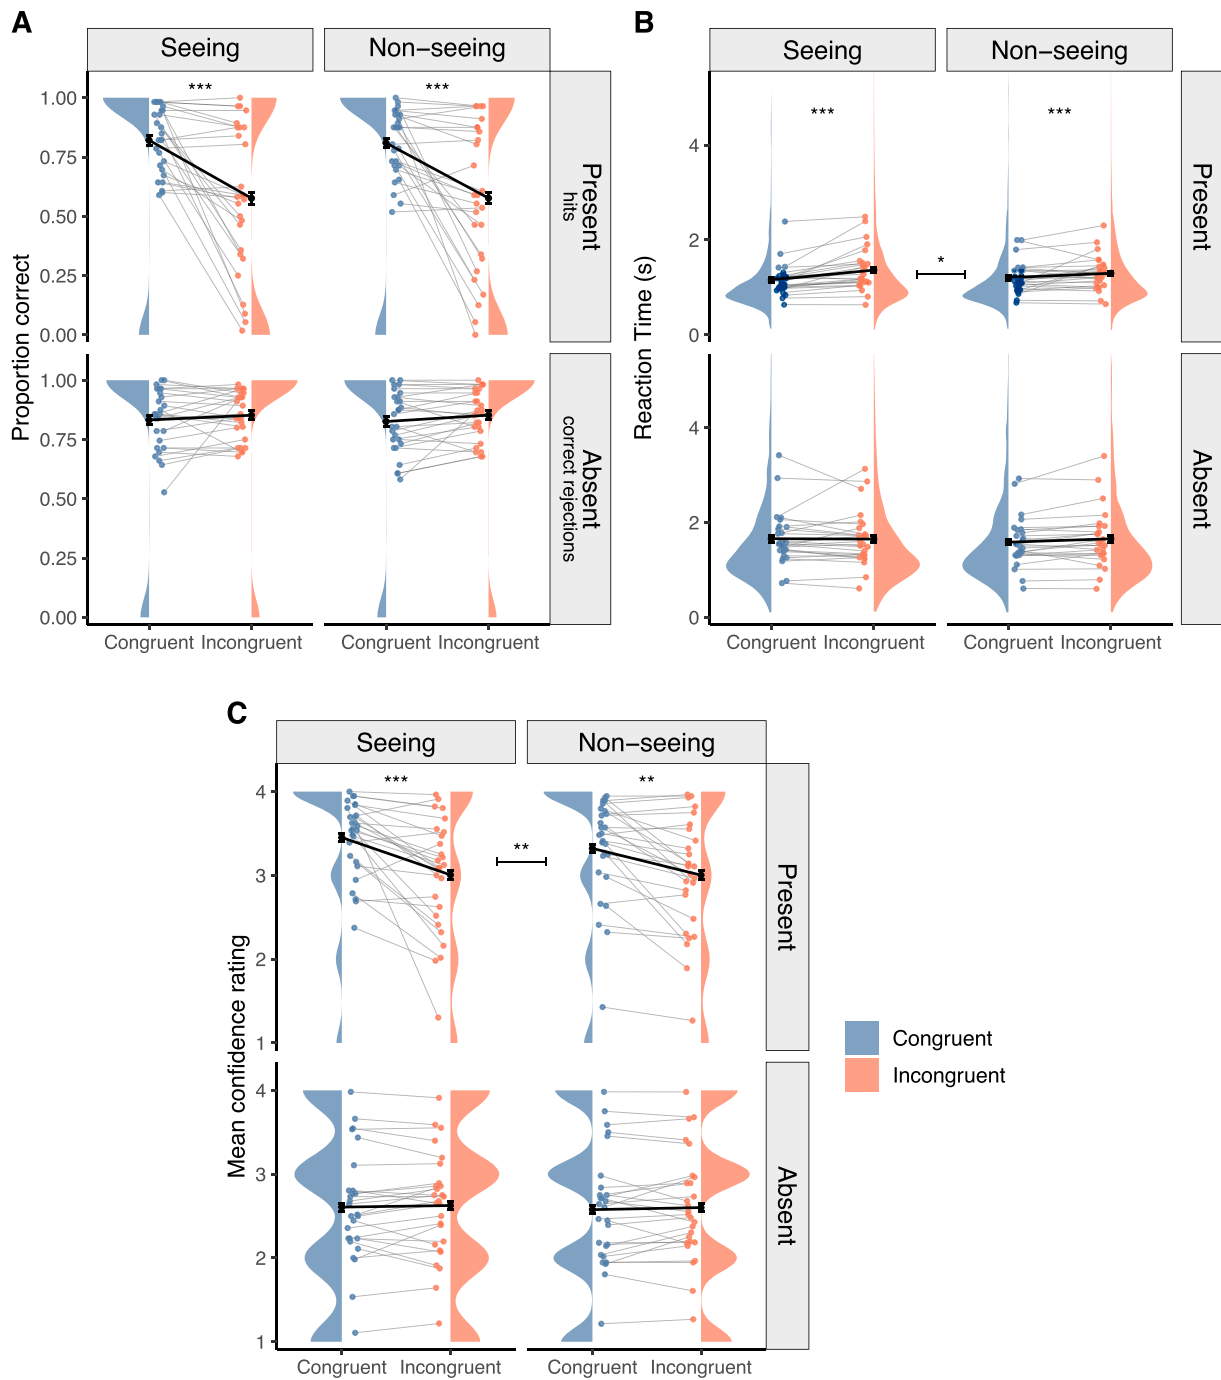 A
Seeing
Non−seeing
***
***
Proportion correct
1.00
0.75
0.50
0.25
0.00
Present
hits
1.00
0.75
0.50
0.25
0.00
Absent
correct rejections
Congruent Incongruent
Congruent Incongruent
B
Seeing
Non−seeing
***
***
*
Reaction Time (s)
4
2
0
Present
4
2
0
Absent
Congruent Incongruent
Congruent Incongruent
C
Seeing
Non−seeing
***
**
**
Mean confidence rating
4
3
2
1
Present
4
3
2
1
Absent
Congruent Incongruent
Congruent Incongruent
Congruent
Incongruent